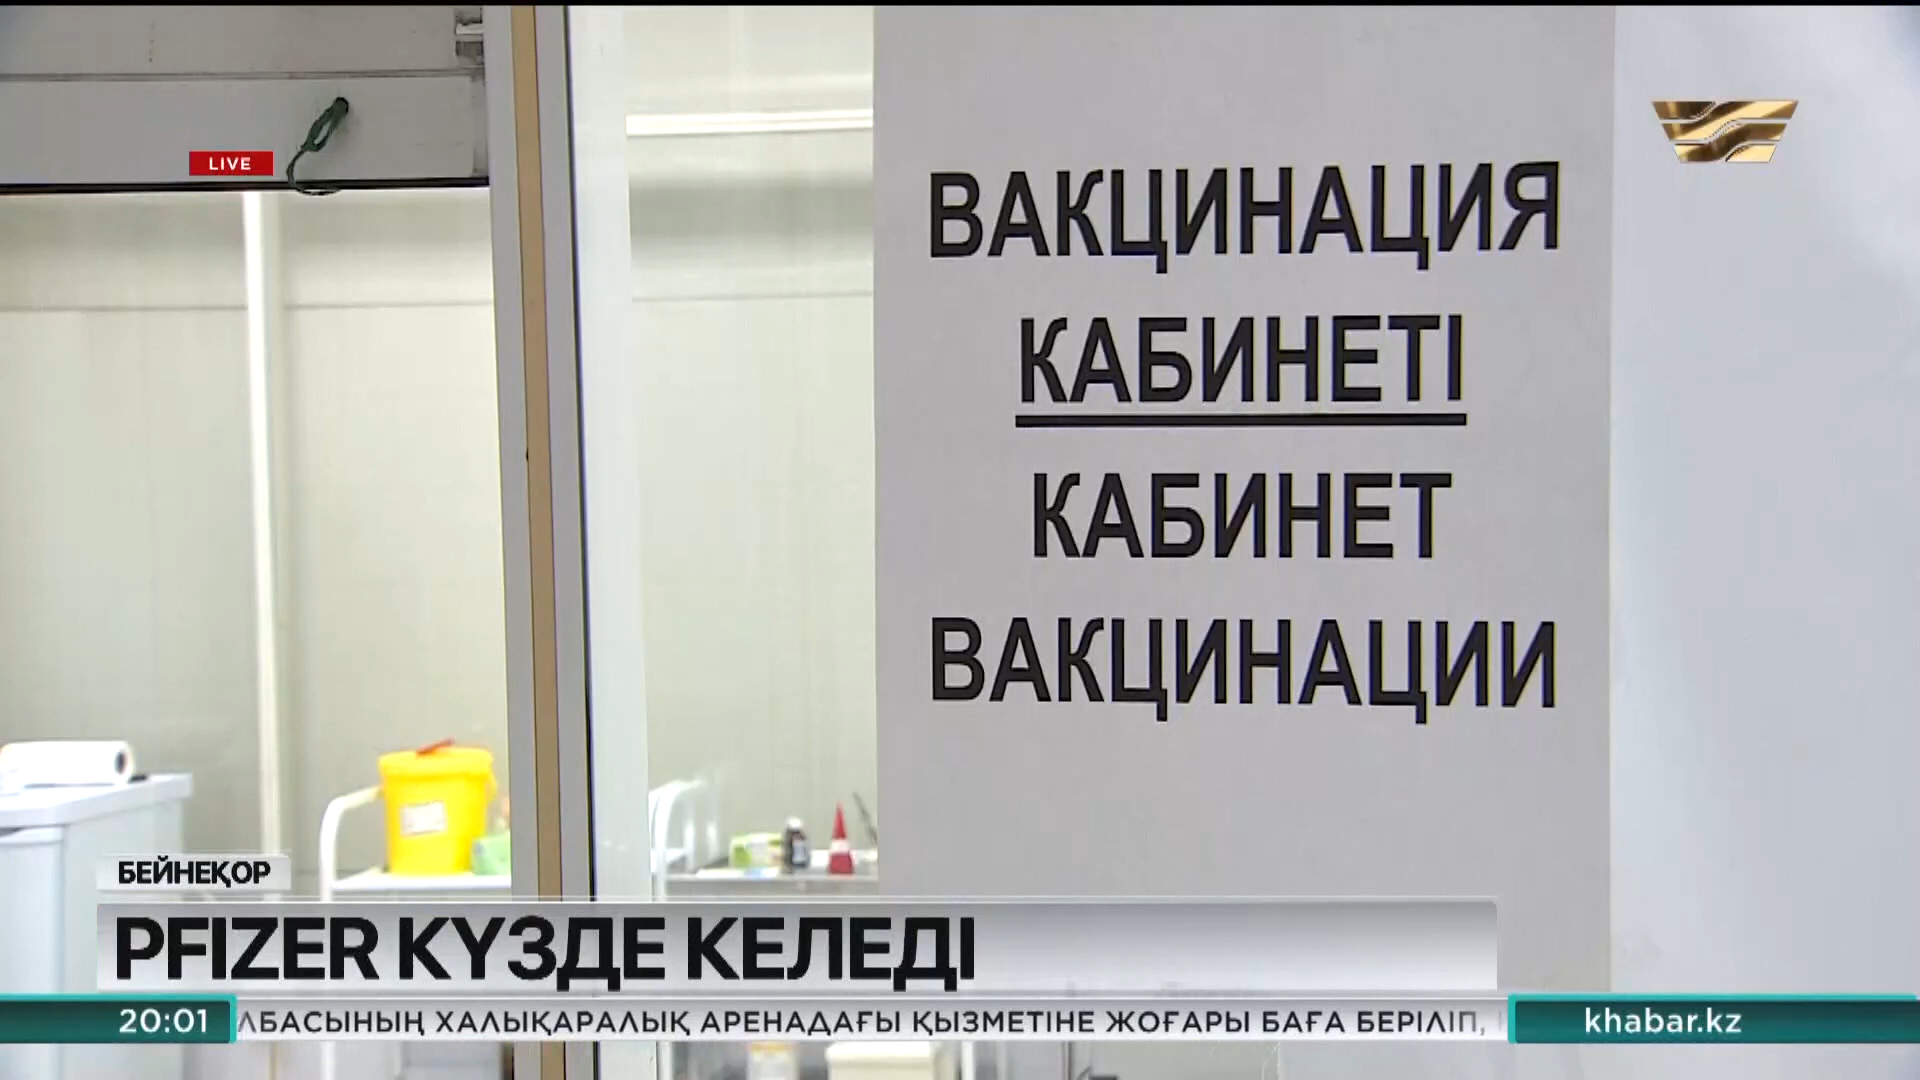 LIVE
ВАКЦИНАЦИЯ
КАБИНЕТІ
КАБИНЕТ
ВАКЦИНАЦИИ
БЕЙНЕҚОР
PFIZER КҮЗДЕ КЕЛЕДІ
20:01 ЛБАСЫНЫҢ ХАЛЫҚАРАЛЫҚ АРЕНАДАҒЫ ҚЫЗМЕТІНЕ ЖОҒАРЫ БАҒА БЕРІЛІП, khabar.kz